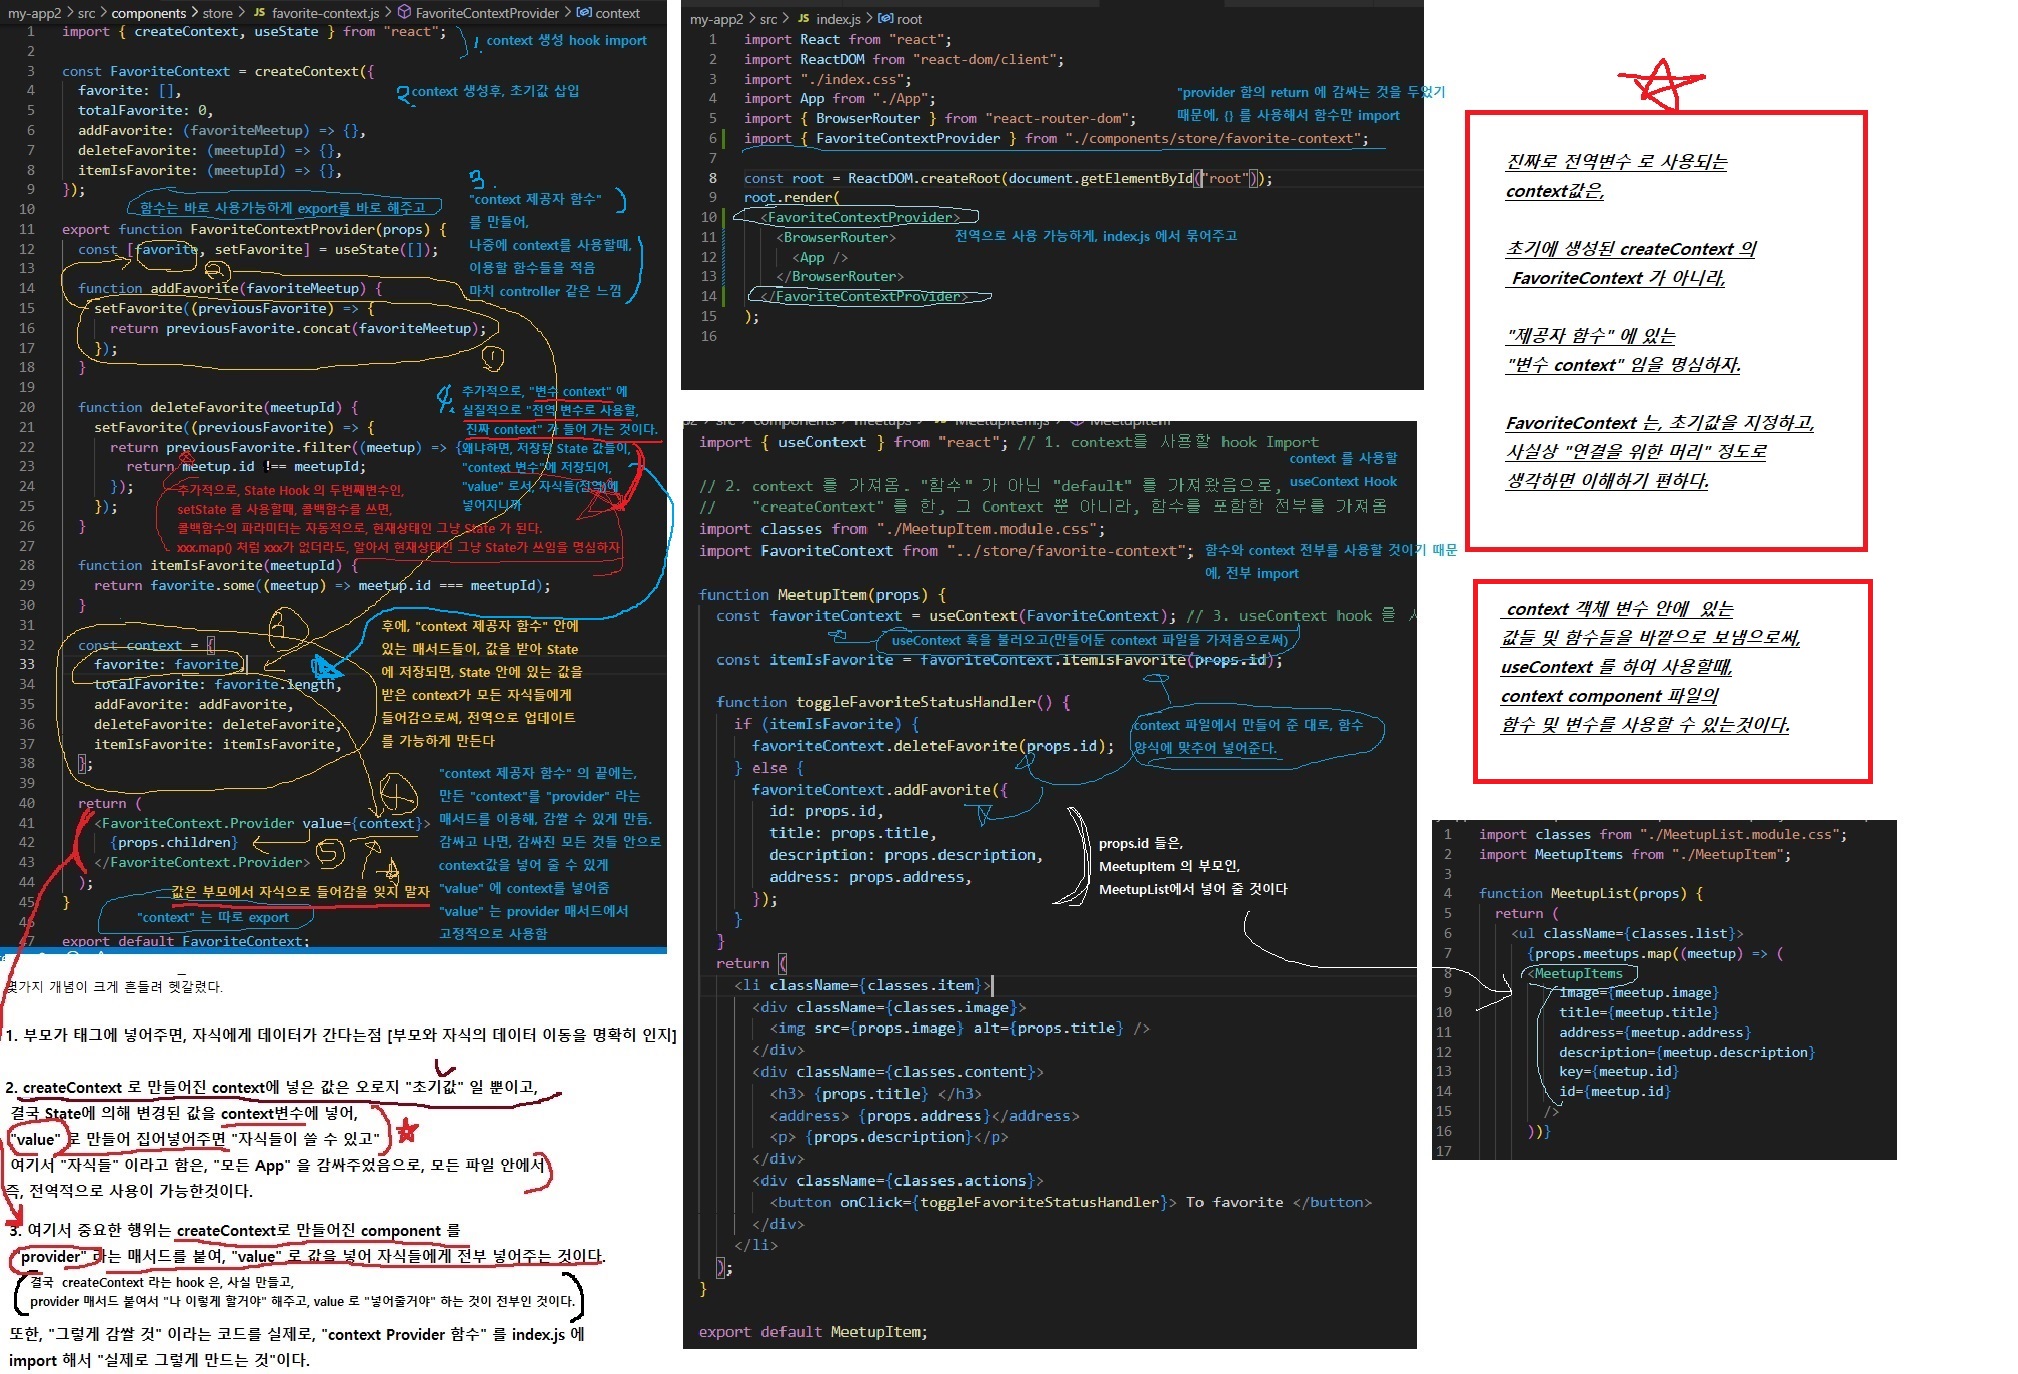 my-app2 > src > components > store > JS favorite-context.js > FavoriteContextProvider > context
1 import { createContext, useState } from "react";
1. context 생성 hook import
2
3 const FavoriteContext = createContext({
4 favorite: [],
2 context 생성후, 초기값 삽입
5 totalFavorite: 0,
6 addFavorite: (favoriteMeetup) => {},
7 deleteFavorite: (meetupId) => {},
8 itemIsFavorite: (meetupId) => {},
9 });
10
함수는 바로 사용가능하게 export를 바로 해주고
11 export function FavoriteContextProvider(props) {
12 const [favorite, setFavorite] = useState([]);
13
14 function addFavorite(favoriteMeetup) {
15 setFavorite((previousFavorite) => {
16 return previousFavorite.concat(favoriteMeetup);
17 });
18 }
3.
"context 제공자 함수"
를 만들어,
나중에 context를 사용할때,
이용할 함수들을 적음
마치 controller 같은 느낌
②
①
19
20 function deleteFavorite(meetupId) {
21 setFavorite((previousFavorite) => {
22 return previousFavorite.filter((meetup) => {
23 return meetup.id !== meetupId;
24 });
25 });
26 }
4.
추가적으로, "변수 context" 에
실질적으로 "전역 변수로 사용할,
진짜 context" 가 들어 가는 것이다.
왜냐하면, 저장된 State 값들이,
"context 변수"에 저장되어,
"value" 로서, 자식들(전역)에
넣어지니까
추가적으로, State Hook 의 두번째변수인,
setState 를 사용할때, 콜백함수를 쓰면,
콜백함수의 파라미터는 자동적으로, 현재상태인 그냥 State 가 된다.
xxx.map() 처럼 xxx가 없더라도, 알아서 현재상태인 그냥 State가 쓰임을 명심하자
27
28 function itemIsFavorite(meetupId) {
29 return favorite.some((meetup) => meetup.id === meetupId);
30 }
31
32 const context = {
33 favorite: favorite,
34 totalFavorite: favorite.length,
35 addFavorite: addFavorite,
36 deleteFavorite: deleteFavorite,
37 itemIsFavorite: itemIsFavorite,
38 };
③
후에, "context 제공자 함수" 안에
있는 매서드들이, 값을 받아 State
에 저장되면, State 안에 있는 값을
받은 context가 모든 자식들에게
들어감으로써, 전역으로 업데이트
를 가능하게 만든다
39
40 return (
41 <FavoriteContext.Provider value={context}>
42 {props.children}
43 </FavoriteContext.Provider>
44 );
④
⑤
값은 부모에서 자식으로 들어감을 잊지 말자
45 }
"context" 는 따로 export
46
47 export default FavoriteContext;
"context 제공자 함수" 의 끝에는,
만든 "context"를 "provider" 라는
매서드를 이용해, 감쌀 수 있게 만듬.
감싸고 나면, 감싸진 모든 것들 안으로
context값을 넣어 줄 수 있게
"value" 에 context를 넣어줌
"value" 는 provider 매서드에서
고정적으로 사용함
몇가지 개념이 크게 흔들려 헷갈렸다.
1. 부모가 태그에 넣어주면, 자식에게 데이터가 간다는점 [부모와 자식의 데이터 이동을 명확히 인지]
2. createContext 로 만들어진 context에 넣은 값은 오로지 "초기값" 일 뿐이고,
결국 State에 의해 변경된 값을 context변수에 넣어,
"value" 로 만들어 집어넣어주면 "자식들이 쓸 수 있고"
여기서 "자식들" 이라고 함은, "모든 App" 을 감싸주었음으로, 모든 파일 안에서
즉, 전역적으로 사용이 가능한것이다.
3. 여기서 중요한 행위는 createContext로 만들어진 component 를
"provider" 라는 매서드를 붙여, "value" 로 값을 넣어 자식들에게 전부 넣어주는 것이다.
결국 createContext 라는 hook 은, 사실 만들고,
provider 매서드 붙여서 "나 이렇게 할거야" 해주고, value 로 "넣어줄거야" 하는 것이 전부인 것이다.
또한, "그렇게 감쌀 것" 이라는 코드를 실제로, "context Provider 함수" 를 index.js 에
import 해서 "실제로 그렇게 만드는 것"이다.
my-app2 > src > JS index.js > root
1 import React from "react";
2 import ReactDOM from "react-dom/client";
3 import "./index.css";
4 import App from "./App";
5 import { BrowserRouter } from "react-router-dom";
6 import { FavoriteContextProvider } from "./components/store/favorite-context";
"provider 함의 return 에 감싸는 것을 두었기
때문에, {} 를 사용해서 함수만 import
7
8 const root = ReactDOM.createRoot(document.getElementById("root"));
9 root.render(
10 <FavoriteContextProvider>
11 <BrowserRouter>
전역으로 사용 가능하게, index.js 에서 묶어주고
12 <App />
13 </BrowserRouter>
14 </FavoriteContextProvider>
15 );
16
import { useContext } from "react"; // 1. context를 사용할 hook Import
context 를 사용할
useContext Hook
// 2. context 를 가져옴. "함수" 가 아닌 "default" 를 가져왔음으로,
// "createContext" 를 한, 그 Context 뿐 아니라, 함수를 포함한 전부를 가져옴
import classes from "./MeetupItem.module.css";
import FavoriteContext from "../store/favorite-context";
함수와 context 전부를 사용할 것이기 때문
에, 전부 import
function MeetupItem(props) {
const favoriteContext = useContext(FavoriteContext); // 3. useContext hook 를
useContext 훅을 불러오고(만들어둔 context 파일을 가져옴으로써)
const itemIsFavorite = favoriteContext.itemIsFavorite(props.id);
function toggleFavoriteStatusHandler() {
if (itemIsFavorite) {
favoriteContext.deleteFavorite(props.id);
} else {
favoriteContext.addFavorite({
id: props.id,
title: props.title,
description: props.description,
address: props.address,
});
}
}
context 파일에서 만들어 준 대로, 함수
양식에 맞추어 넣어준다.
props.id 들은,
MeetupItem 의 부모인,
MeetupList에서 넣어 줄 것이다
return (
<li className={classes.item}>
<div className={classes.image}>
<img src={props.image} alt={props.title} />
</div>
<div className={classes.content}>
<h3> {props.title} </h3>
<address> {props.address}</address>
<p> {props.description}</p>
</div>
<div className={classes.actions}>
<button onClick={toggleFavoriteStatusHandler}> To favorite </button>
</div>
</li>
);
}
export default MeetupItem;
진짜로 전역변수 로 사용되는
context값은,
초기에 생성된 createContext 의
FavoriteContext 가 아니라,
"제공자 함수" 에 있는
"변수 context" 임을 명심하자.
FavoriteContext 는, 초기값을 지정하고,
사실상 "연결을 위한 머리" 정도로
생각하면 이해하기 편하다.
context 객체 변수 안에 있는
값들 및 함수들을 바깥으로 보냄으로써,
useContext 를 하여 사용할때,
context component 파일의
함수 및 변수를 사용할 수 있는것이다.
1 import classes from "./MeetupList.module.css";
2 import MeetupItems from "./MeetupItem";
3
4 function MeetupList(props) {
5 return (
6 <ul className={classes.list}>
7 {props.meetups.map((meetup) => (
8 <MeetupItems
9 image={meetup.image}
10 title={meetup.title}
11 address={meetup.address}
12 description={meetup.description}
13 key={meetup.id}
14 id={meetup.id}
15 />
16 ))}
17